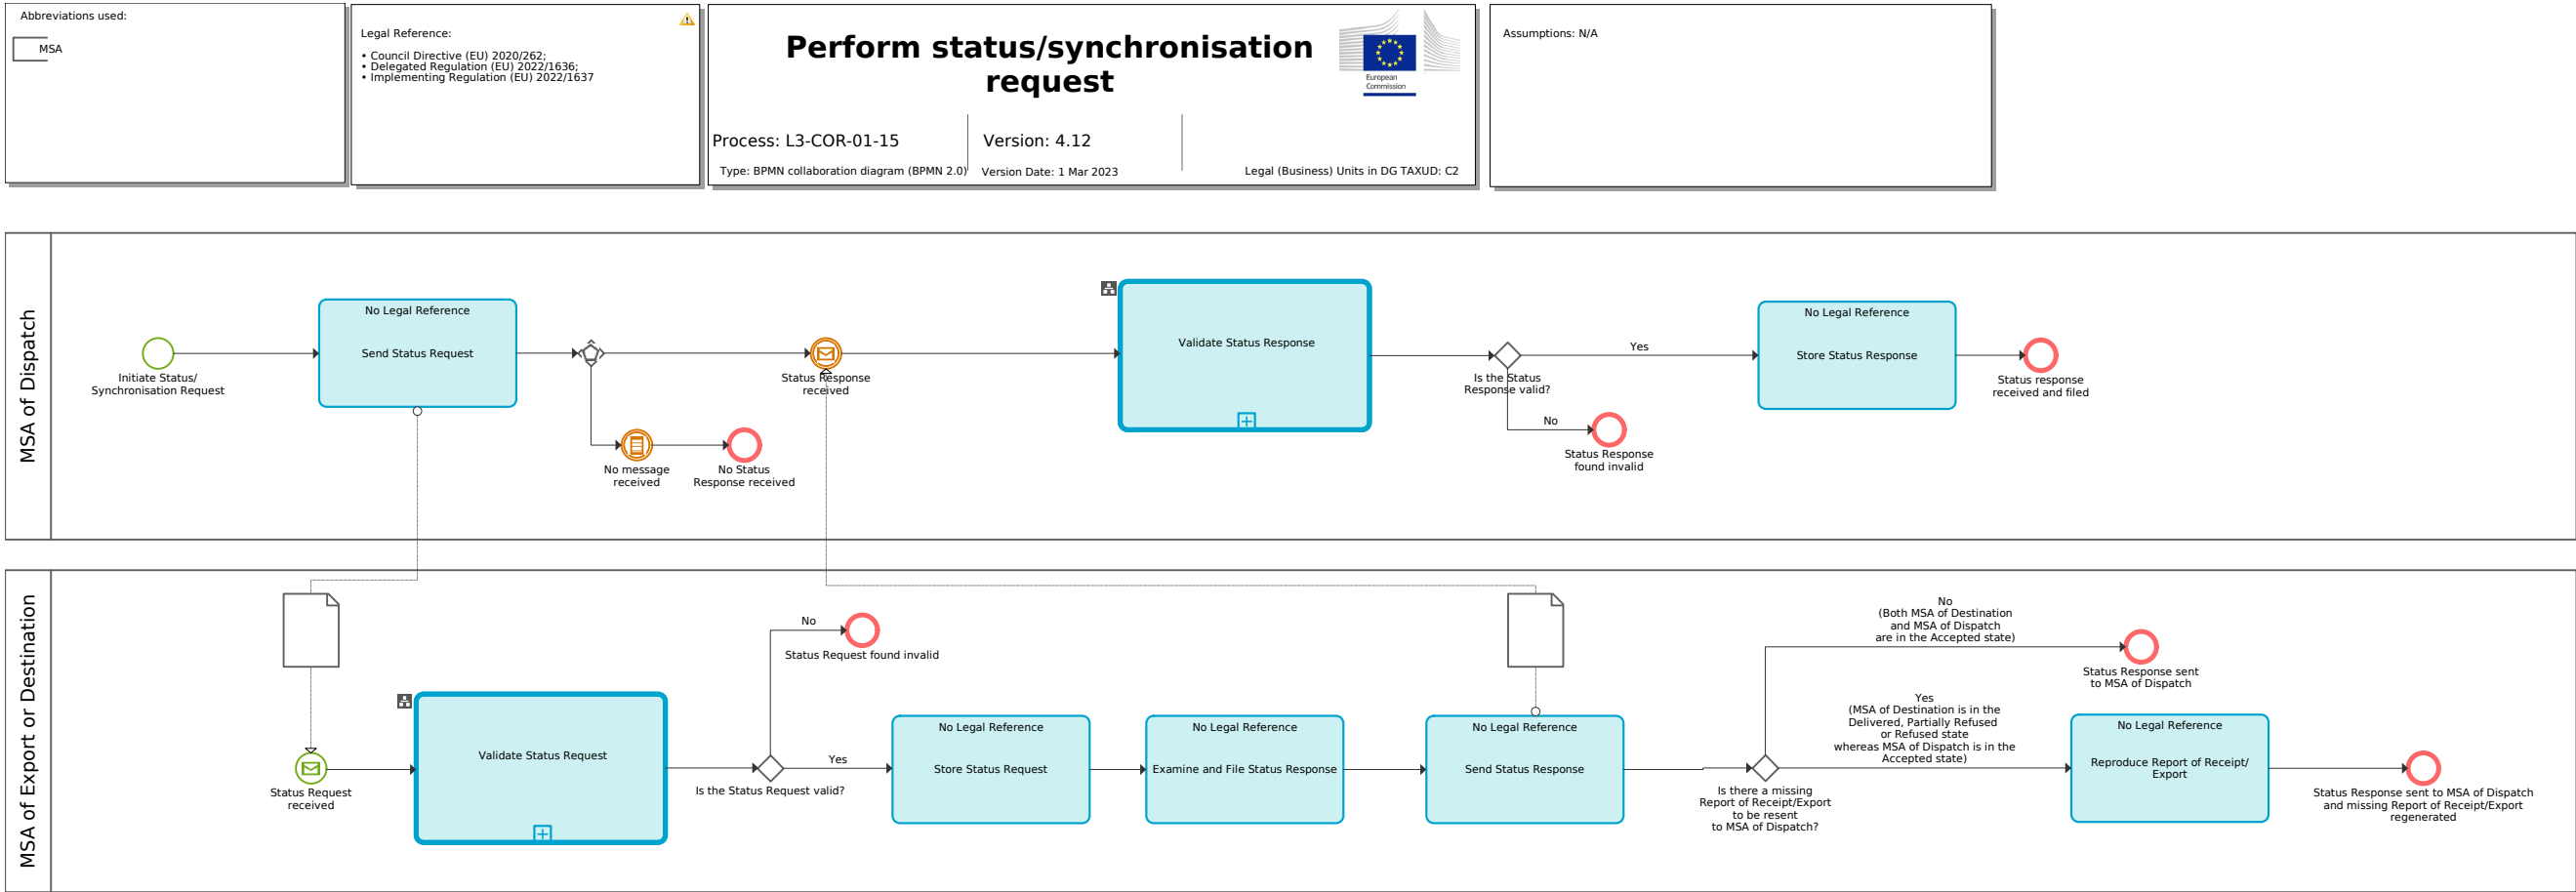 Abbreviations used:
MSA
Legal Reference:
• Council Directive (EU) 2020/262;
• Delegated Regulation (EU) 2022/1636;
• Implementing Regulation (EU) 2022/1637
Perform status/synchronisation
request
European
Commission
Process: L3-COR-01-15
Version: 4.12
Type: BPMN collaboration diagram (BPMN 2.0)
Version Date: 1 Mar 2023
Legal (Business) Units in DG TAXUD: C2
Assumptions: N/A
MSA of Dispatch
Initiate Status/
Synchronisation Request
No Legal Reference
Send Status Request
No message
received
No Status
Response received
Status Response
received
Validate Status Response
Is the Status
Response valid?
Yes
No
Status Response
found invalid
No Legal Reference
Store Status Response
Status response
received and filed
MSA of Export or Destination
Status Request
received
Validate Status Request
Is the Status Request valid?
No
Status Request found invalid
Yes
No Legal Reference
Store Status Request
No Legal Reference
Examine and File Status Response
No Legal Reference
Send Status Response
Is there a missing
Report of Receipt/Export
to be resent
to MSA of Dispatch?
No
(Both MSA of Destination
and MSA of Dispatch
are in the Accepted state)
Status Response sent
to MSA of Dispatch
Yes
(MSA of Destination is in the
Delivered, Partially Refused
or Refused state
whereas MSA of Dispatch is in the
Accepted state)
No Legal Reference
Reproduce Report of Receipt/
Export
Status Response sent to MSA of Dispatch
and missing Report of Receipt/Export
regenerated